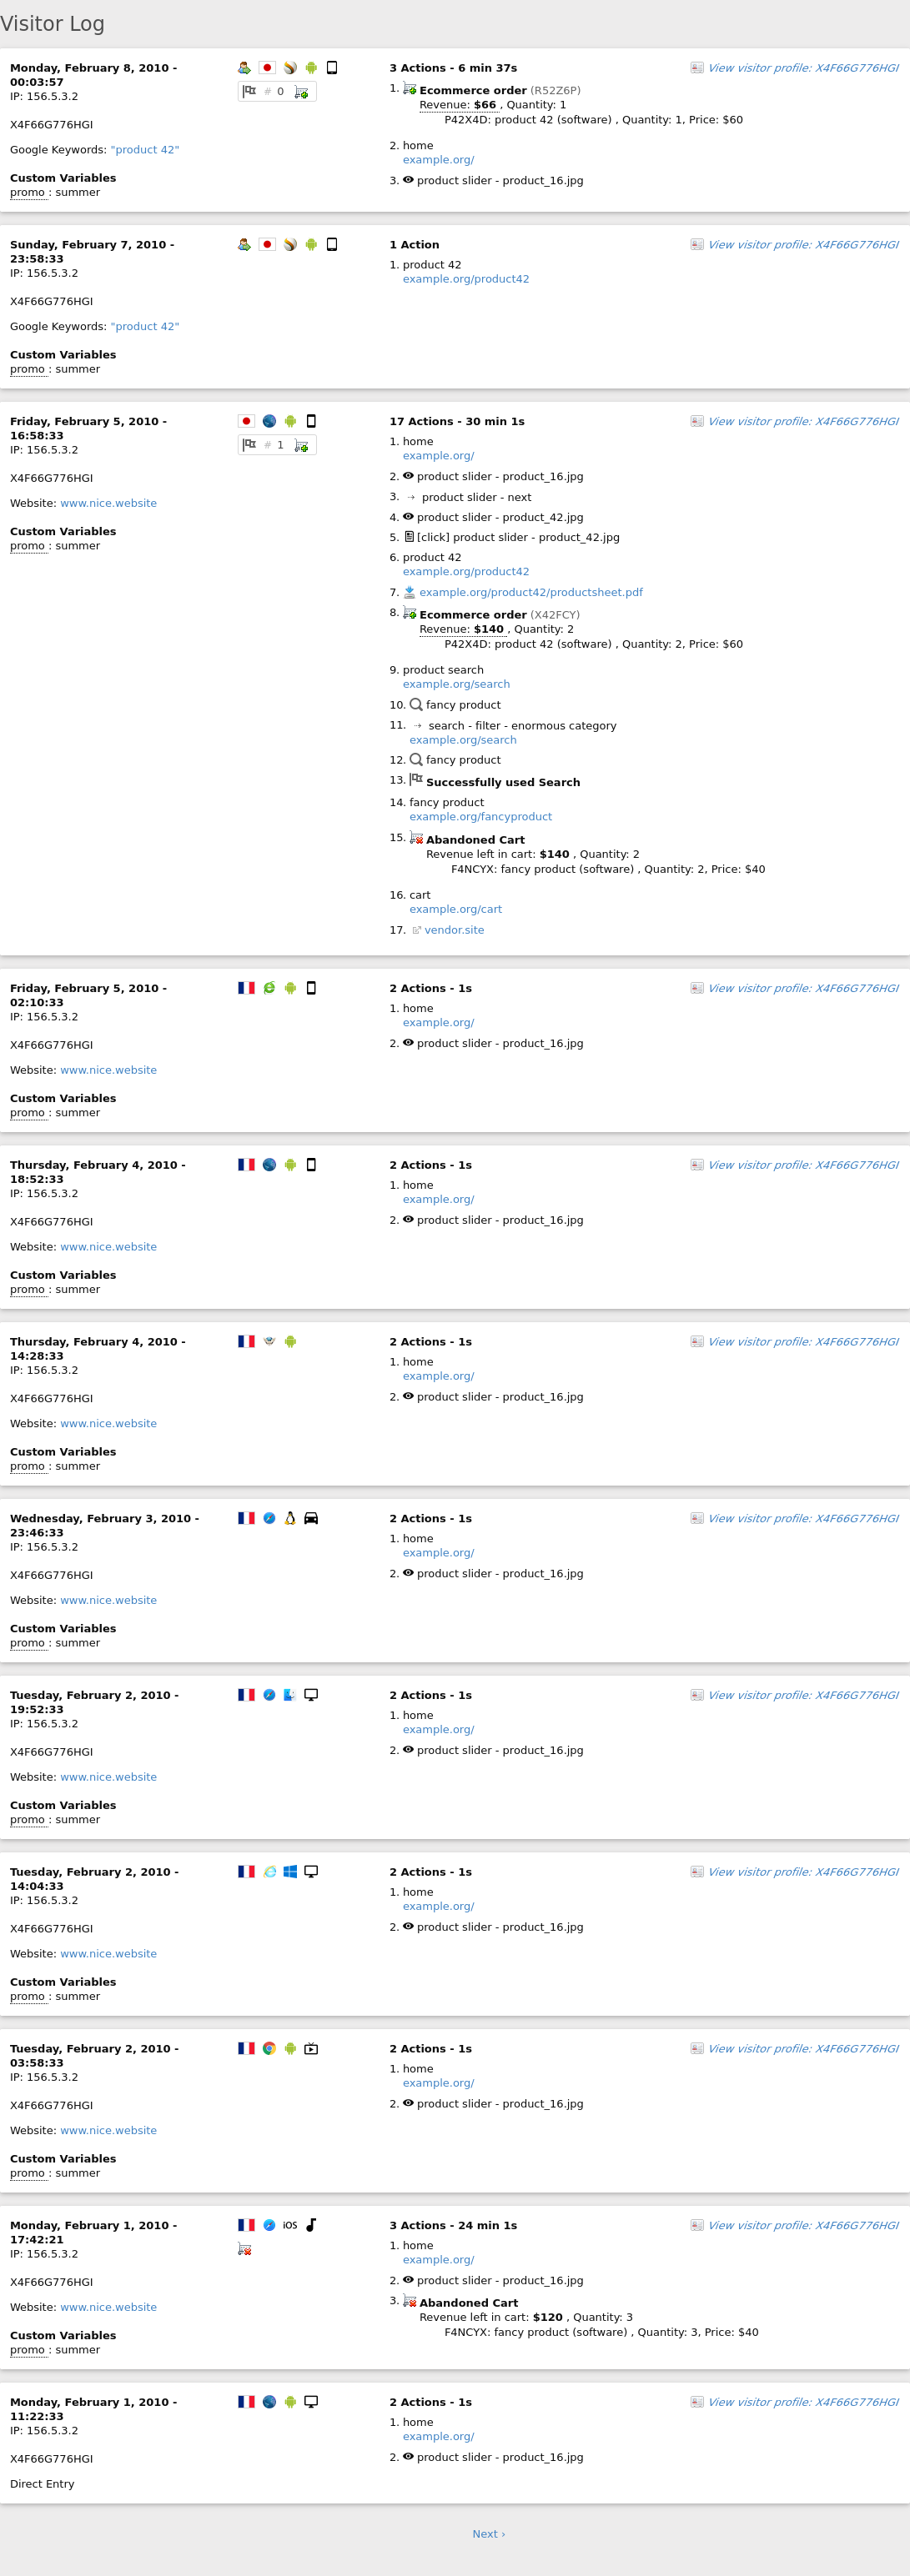 Visitor Log
Monday, February 8, 2010 -
00:03:57
IP: 156.5.3.2
X4F66G776HGI
Google Keywords: "product 42"
Custom Variables
promo : summer
# 0
3 Actions - 6 min 37s
View visitor profile: X4F66G776HGI
1. Ecommerce order (R52Z6P)
Revenue: $66 , Quantity: 1
P42X4D: product 42 (software) , Quantity: 1, Price: $60
2. home
example.org/
3. product slider - product_16.jpg
Sunday, February 7, 2010 -
23:58:33
IP: 156.5.3.2
X4F66G776HGI
Google Keywords: "product 42"
Custom Variables
promo : summer
1 Action
View visitor profile: X4F66G776HGI
1. product 42
example.org/product42
Friday, February 5, 2010 -
16:58:33
IP: 156.5.3.2
X4F66G776HGI
Website: www.nice.website
Custom Variables
promo : summer
# 1
17 Actions - 30 min 1s
View visitor profile: X4F66G776HGI
1. home
example.org/
2. product slider - product_16.jpg
3. → product slider - next
4. product slider - product_42.jpg
5. [click] product slider - product_42.jpg
6. product 42
example.org/product42
7. example.org/product42/productsheet.pdf
8. Ecommerce order (X42FCY)
Revenue: $140 , Quantity: 2
P42X4D: product 42 (software) , Quantity: 2, Price: $60
9. product search
example.org/search
10. fancy product
11. → search - filter - enormous category
example.org/search
12. fancy product
13. Successfully used Search
14. fancy product
example.org/fancyproduct
15. Abandoned Cart
Revenue left in cart: $140 , Quantity: 2
F4NCYX: fancy product (software) , Quantity: 2, Price: $40
16. cart
example.org/cart
17. vendor.site
Friday, February 5, 2010 -
02:10:33
IP: 156.5.3.2
X4F66G776HGI
Website: www.nice.website
Custom Variables
promo : summer
2 Actions - 1s
View visitor profile: X4F66G776HGI
1. home
example.org/
2. product slider - product_16.jpg
Thursday, February 4, 2010 -
18:52:33
IP: 156.5.3.2
X4F66G776HGI
Website: www.nice.website
Custom Variables
promo : summer
2 Actions - 1s
View visitor profile: X4F66G776HGI
1. home
example.org/
2. product slider - product_16.jpg
Thursday, February 4, 2010 -
14:28:33
IP: 156.5.3.2
X4F66G776HGI
Website: www.nice.website
Custom Variables
promo : summer
2 Actions - 1s
View visitor profile: X4F66G776HGI
1. home
example.org/
2. product slider - product_16.jpg
Wednesday, February 3, 2010 -
23:46:33
IP: 156.5.3.2
X4F66G776HGI
Website: www.nice.website
Custom Variables
promo : summer
2 Actions - 1s
View visitor profile: X4F66G776HGI
1. home
example.org/
2. product slider - product_16.jpg
Tuesday, February 2, 2010 -
19:52:33
IP: 156.5.3.2
X4F66G776HGI
Website: www.nice.website
Custom Variables
promo : summer
2 Actions - 1s
View visitor profile: X4F66G776HGI
1. home
example.org/
2. product slider - product_16.jpg
Tuesday, February 2, 2010 -
14:04:33
IP: 156.5.3.2
X4F66G776HGI
Website: www.nice.website
Custom Variables
promo : summer
2 Actions - 1s
View visitor profile: X4F66G776HGI
1. home
example.org/
2. product slider - product_16.jpg
Tuesday, February 2, 2010 -
03:58:33
IP: 156.5.3.2
X4F66G776HGI
Website: www.nice.website
Custom Variables
promo : summer
2 Actions - 1s
View visitor profile: X4F66G776HGI
1. home
example.org/
2. product slider - product_16.jpg
Monday, February 1, 2010 -
17:42:21
IP: 156.5.3.2
X4F66G776HGI
Website: www.nice.website
Custom Variables
promo : summer
iOS
3 Actions - 24 min 1s
View visitor profile: X4F66G776HGI
1. home
example.org/
2. product slider - product_16.jpg
3. Abandoned Cart
Revenue left in cart: $120 , Quantity: 3
F4NCYX: fancy product (software) , Quantity: 3, Price: $40
Monday, February 1, 2010 -
11:22:33
IP: 156.5.3.2
X4F66G776HGI
Direct Entry
2 Actions - 1s
View visitor profile: X4F66G776HGI
1. home
example.org/
2. product slider - product_16.jpg
Next ›